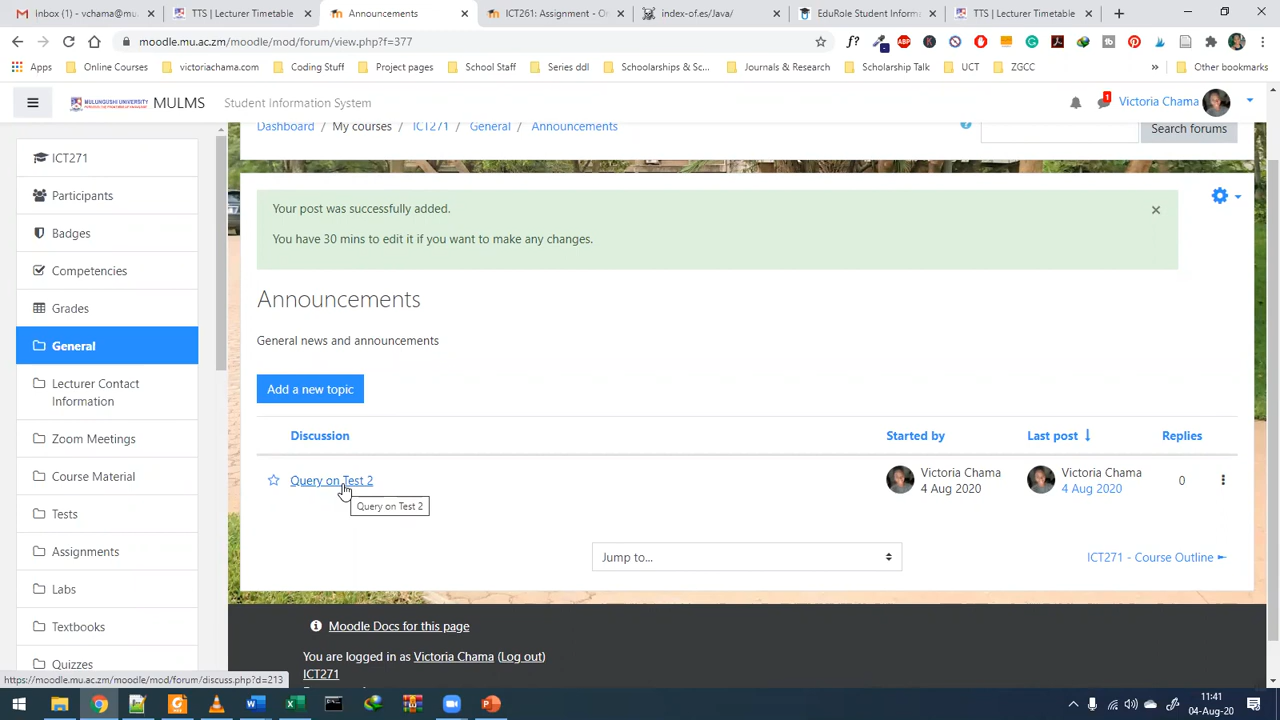 Inbox (1) - vchama@mu.ac.zm
TTS | Lecturer Timetable
Announcements
ICT261: Assignment - O
index-of.es/Java/
EduRole Student Informa
TTS | Lecturer Timetable
moodle.mu.ac.zm/moodle/mod/forum/view.php?f=377
Apps
Online Courses
victoriachama.com
Coding Stuff
Project pages
School Staff
Series ddl
Schoolarships & Sc...
Journals & Research
Scholarship Talk
UCT
ZGCC
»
Other bookmarks
MULUNGUSHI UNIVERSITY
MULMS
Student Information System
1
Victoria Chama
Dashboard / My courses / ICT271 / General / Announcements
Search forums
ICT271
Participants
Badges
Competencies
Grades
General
Lecturer Contact
Information
Zoom Meetings
Course Material
Tests
Assignments
Labs
Textbooks
Quizzes
Your post was successfully added.
You have 30 mins to edit it if you want to make any changes.
×
Announcements
General news and announcements
Add a new topic
Discussion
Started by
Last post ↓
Replies
Query on Test 2
Victoria Chama
4 Aug 2020
Victoria Chama
4 Aug 2020
0
Query on Test 2
Jump to...
ICT271 - Course Outline ►
Moodle Docs for this page
You are logged in as Victoria Chama (Log out)
ICT271
https://moodle.mu.ac.zm/moodle/mod/forum/discuss.php?d=213
11:41
04-Aug-20